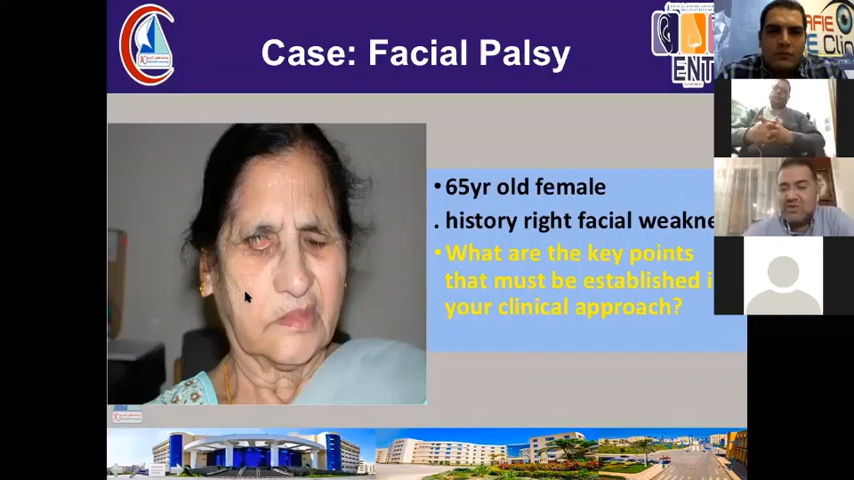 Case: Facial Palsy
ENT
•65yr old female
. history right facial weakne
•What are the key points
that must be established i
your clinical approach?